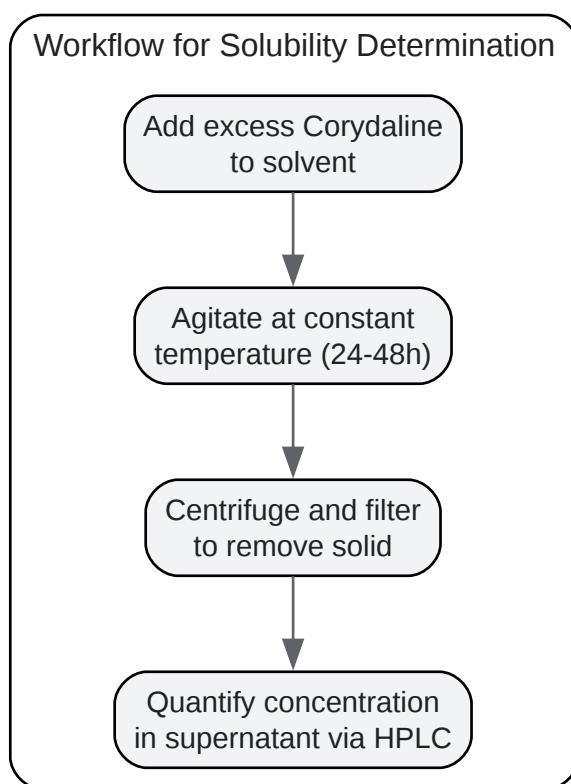 Workflow for Solubility Determination
Add excess Corydaline
to solvent
Agitate at constant
temperature (24-48h)
Centrifuge and filter
to remove solid
Quantify concentration
in supernatant via HPLC